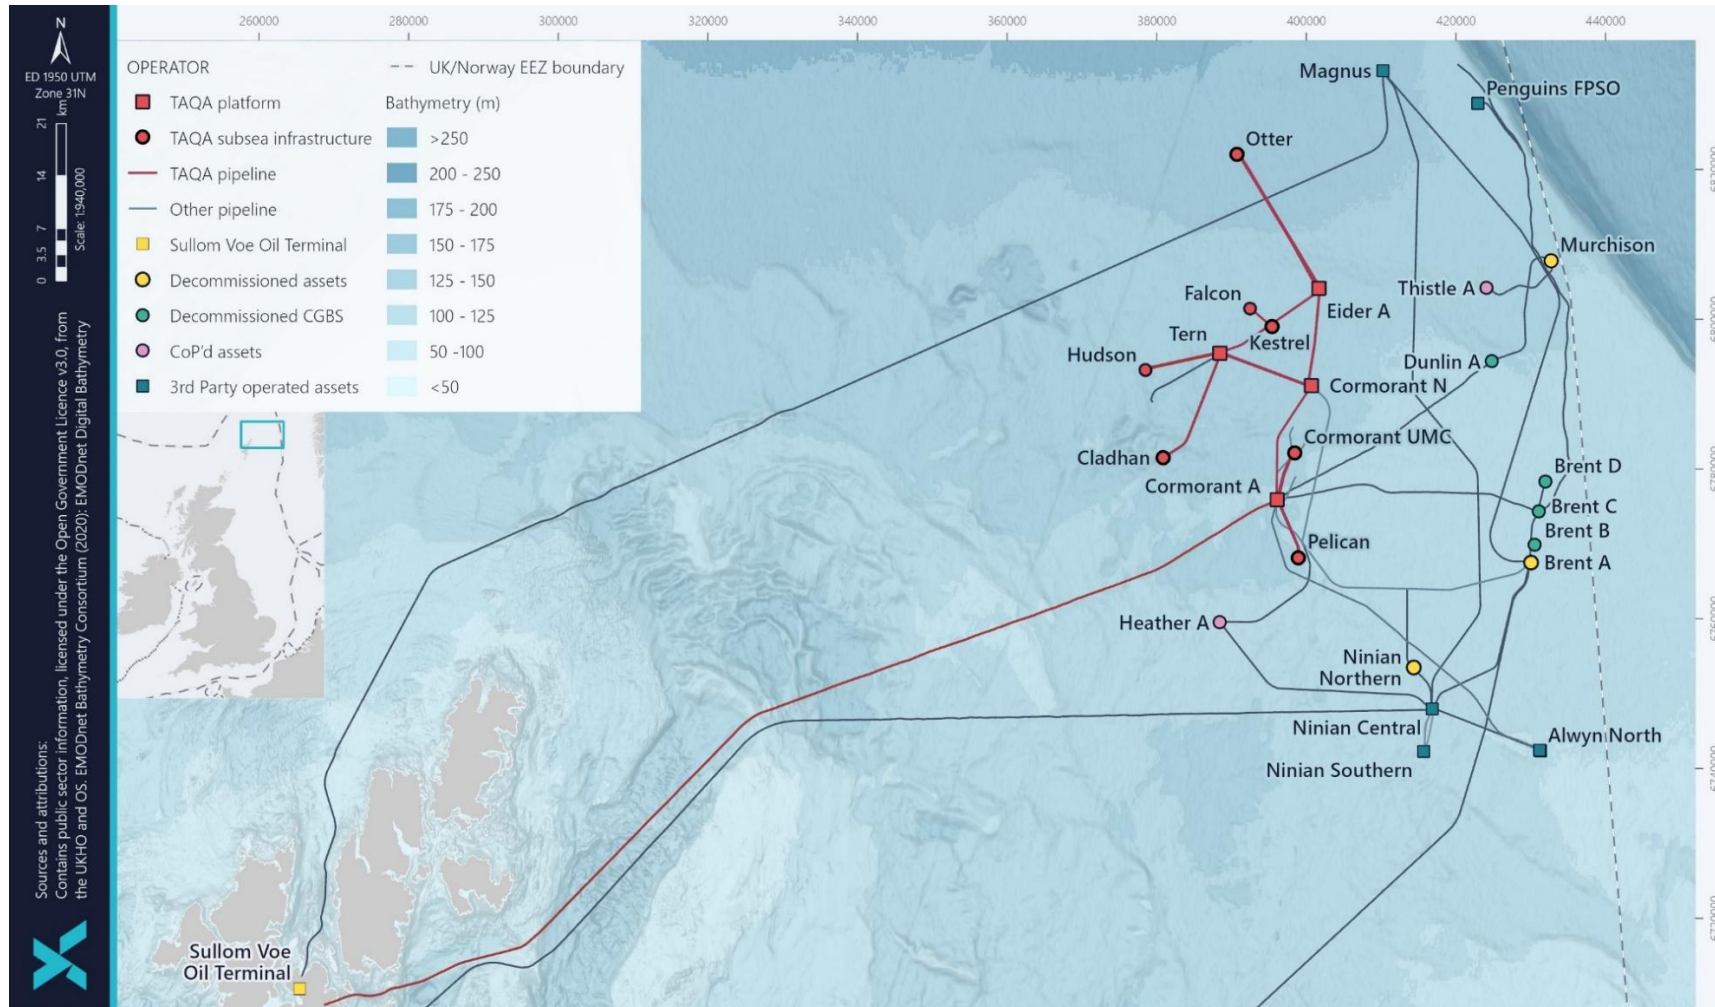 N
ED 1950 UTM
Zone 31N
km
21
14
7
3.5
0
Scale: 1:940,000
Sources and attributions:
Contains public sector information, licensed under the Open Government Licence v3.0, from
the UKHO and OS. EMODnet Bathymetry Consortium (2020): EMODnet Digital Bathymetry
260000
280000
300000
320000
340000
360000
380000
400000
420000
440000
OPERATOR
TAQA platform
TAQA subsea infrastructure
TAQA pipeline
Other pipeline
Sullom Voe Oil Terminal
Decommissioned assets
Decommissioned CGBS
CoP'd assets
3rd Party operated assets
UK/Norway EEZ boundary
Bathymetry (m)
>250
200 - 250
175 - 200
150 - 175
125 - 150
100 - 125
50 -100
<50
Magnus
Penguins FPSO
Otter
Murchison
Thistle A
Falcon
Eider A
Tern
Kestrel
Hudson
Dunlin A
Cormorant N
Cormorant UMC
Cladhan
Brent D
Cormorant A
Brent C
Brent B
Pelican
Brent A
Heather A
Ninian
Northern
Ninian Central
Alwyn North
Ninian Southern
Sullom Voe
Oil Terminal
6820000
6800000
6780000
6760000
6740000
6720000